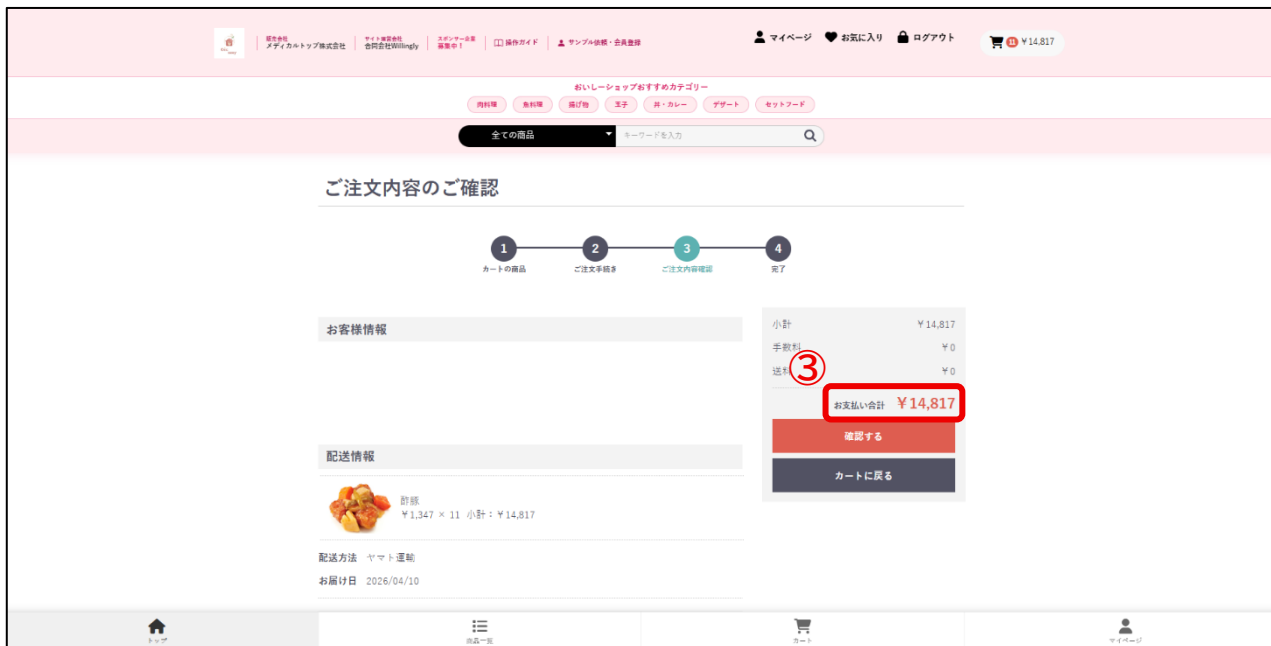 販売会社
メディカルトップ株式会社
サイト運営会社
合同会社Willingly
スポンサー企業
募集中！
操作ガイド
サンプル依頼・会員登録
マイページ
お気に入り
ログアウト
11 ￥14,817
おいしーショップおすすめカテゴリー
肉料理 魚料理 揚げ物 玉子 丼・カレー デザート セットフード
全ての商品 キーワードを入力
ご注文内容のご確認
1 2 3 4
カートの商品 ご注文手続き ご注文内容確認 完了
お客様情報
小計 ￥14,817
手数料 ￥0
送料 ￥0
③
お支払い合計 ￥14,817
確認する
カートに戻る
配送情報
酢豚
￥1,347 × 11 小計：￥14,817
配送方法 ヤマト運輸
お届け日 2026/04/10
トップ 商品一覧 カート マイページ